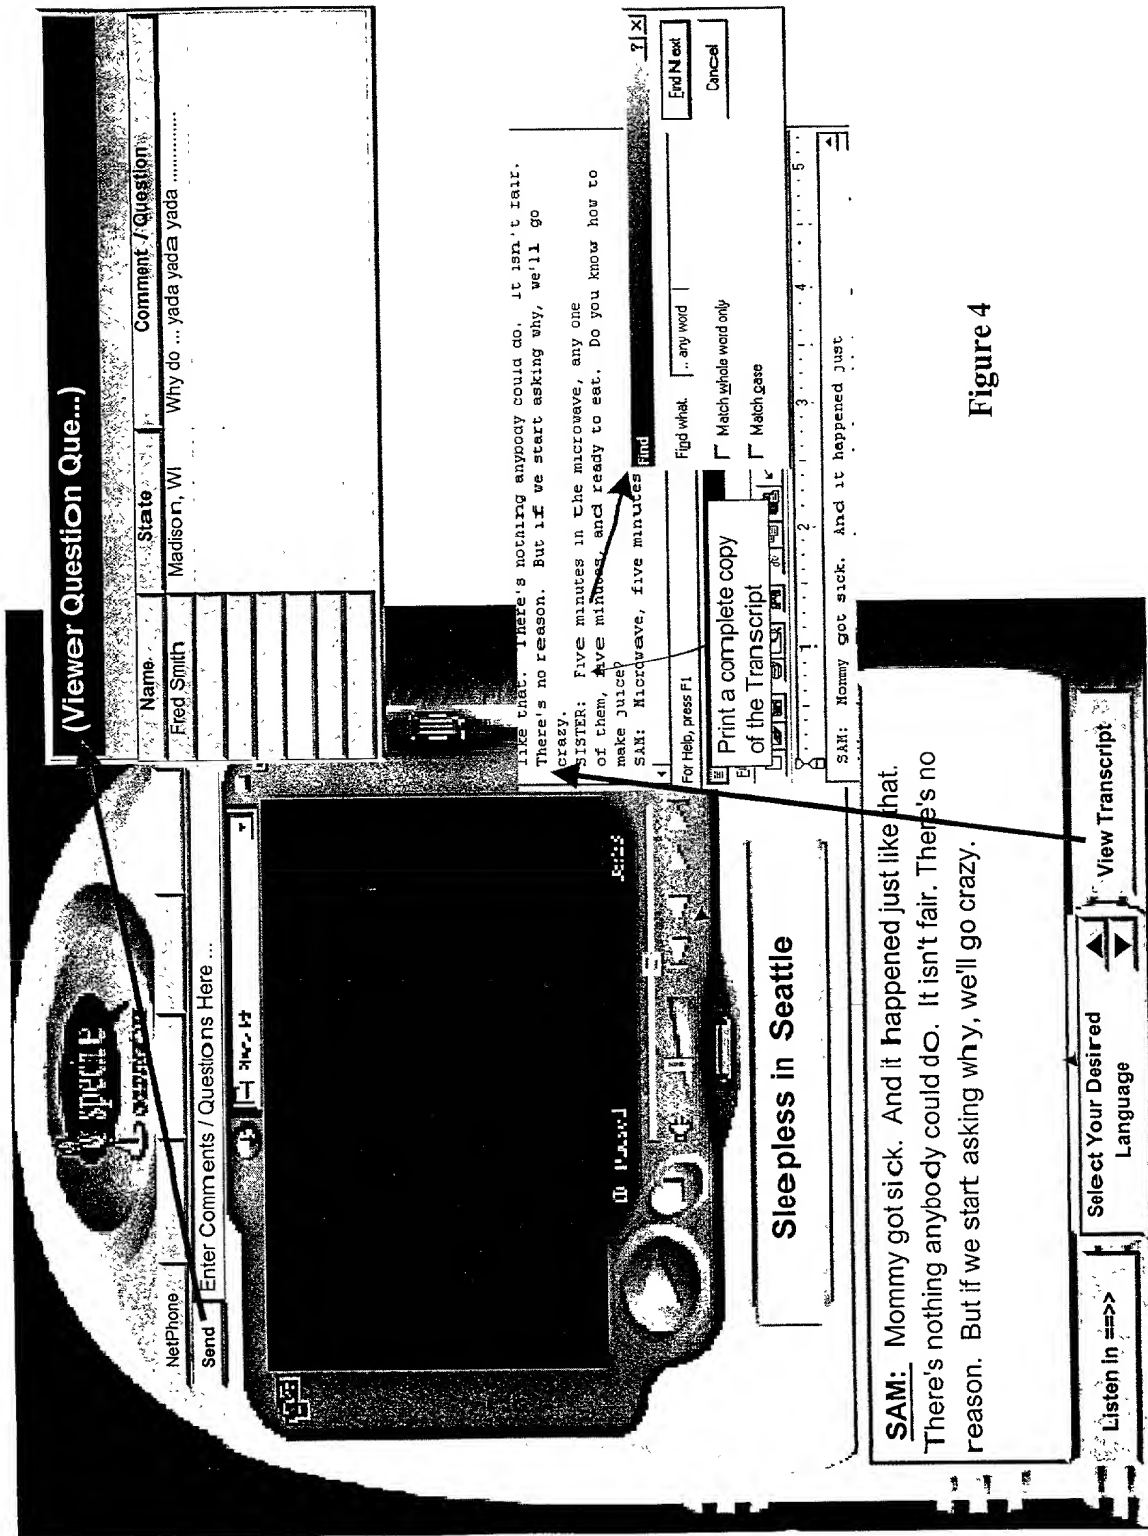 (Viewer Question Que...)
Name
State
Comment / Question
Fred Smith
Madison, WI
Why do ... yada yada yada ................
NetPhone
Send
Enter Comments / Questions Here ...
Sleepless in Seattle
SAM: Mommy got sick. And it happened just like that.
There's nothing anybody could do. It isn't fair. There's no
reason. But if we start asking why, we'll go crazy.
Listen In ==>>
Select Your Desired
Language
View Transcript
like that. There's nothing anybody could do. It isn't fair.
There's no reason. But if we start asking why, we'll go
crazy.
SISTER: Five minutes in the microwave, any one
of them, five minutes, and ready to eat. Do you know how to
make juice?
SAM: Microwave, five minutes
For Help, press F1
Find
? X
Find what.
.. any word
Find Next
Cancel
Match whole word only
Match case
Print a complete copy
of the Transcript
1 2 3 4 5
SAM: Mommy got sick. And it happened just
Figure 4